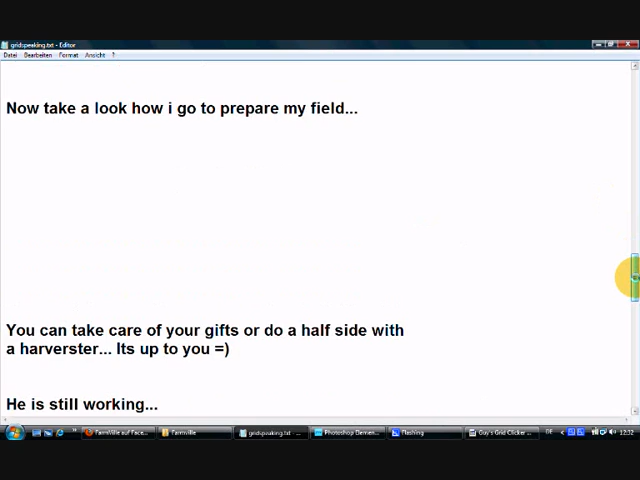 gridspeaking.txt - Editor
Datei Bearbeiten Format Ansicht ?
Now take a look how i go to prepare my field...
You can take care of your gifts or do a half side with
a harverster... Its up to you =)
He is still working...
FarmVille auf Face... Farmville gridspeaking.txt - ... Photoshop Elemen... Flashing Guy's Grid Clicker ... DE 12:32